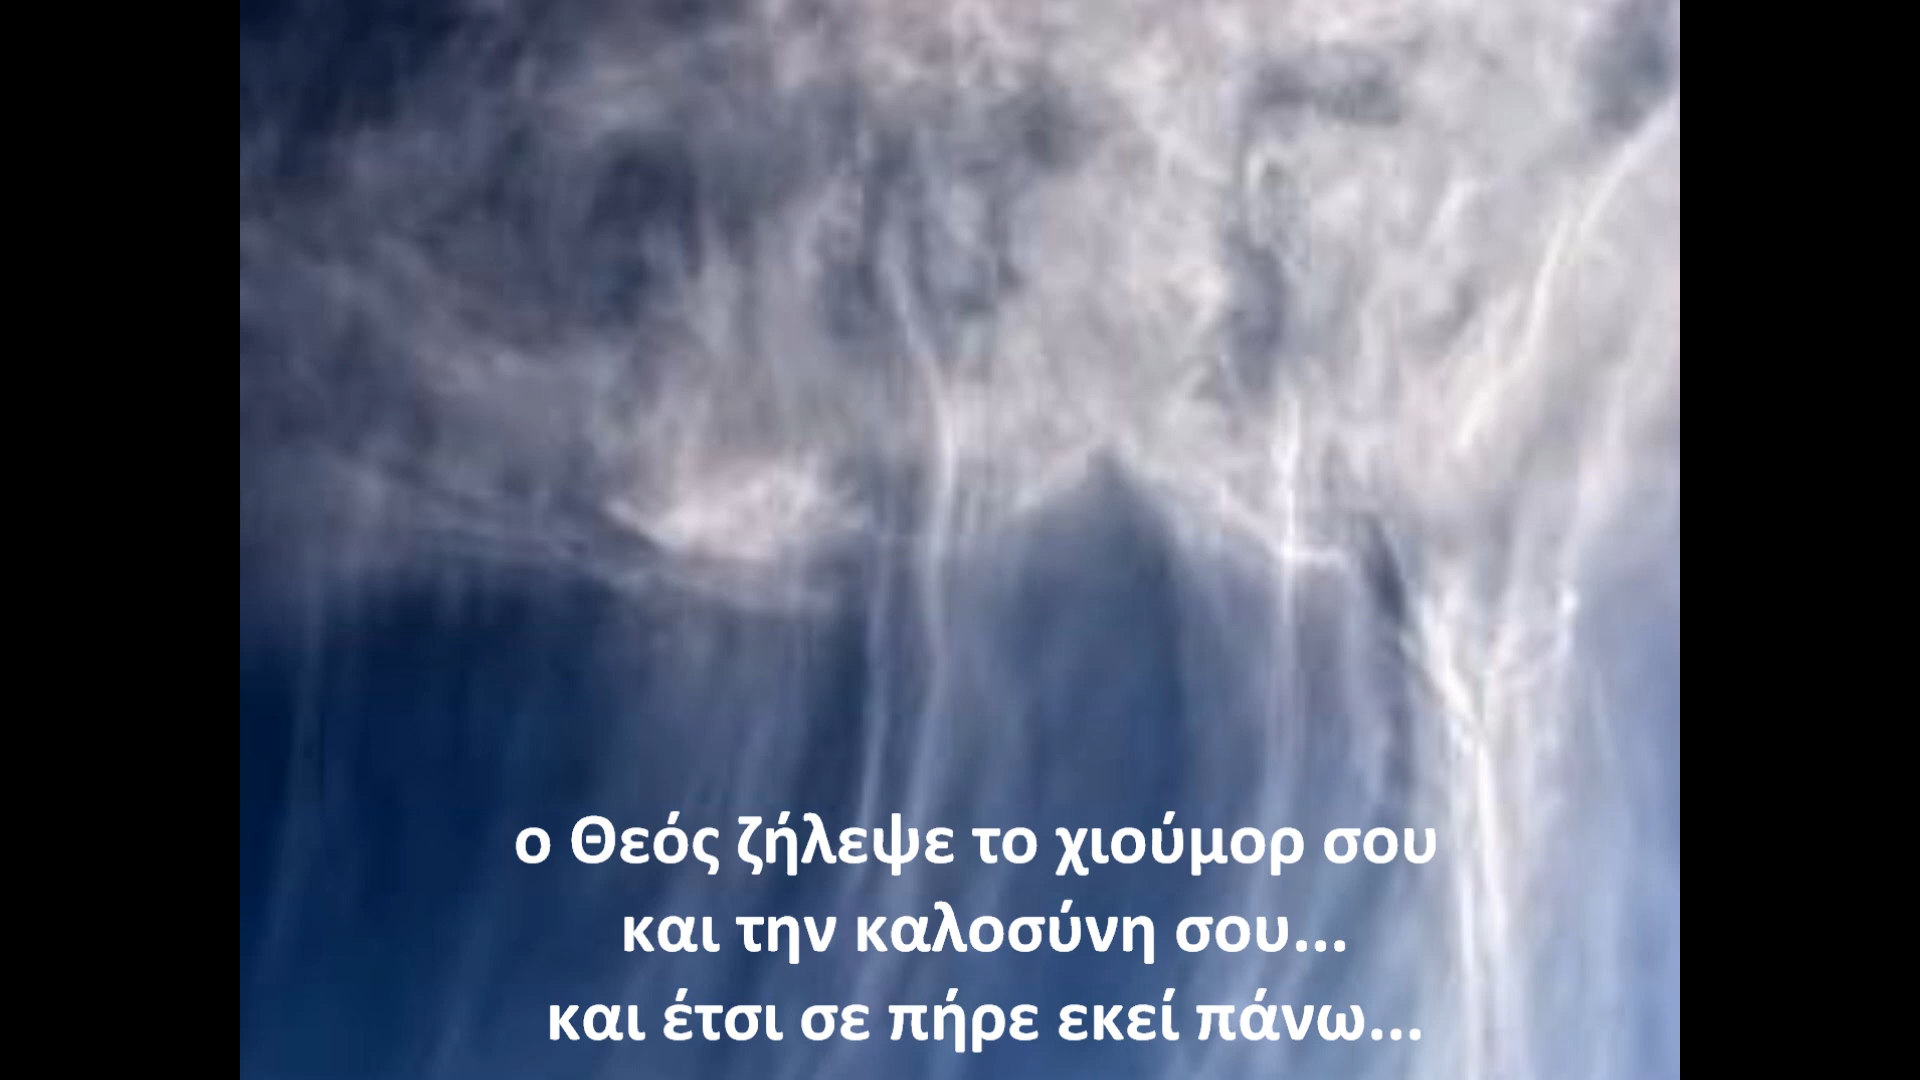 ο Θεός ζήλεψε το χιούμορ σου
και την καλοσύνη σου...
και έτσι σε πήρε εκεί πάνω...